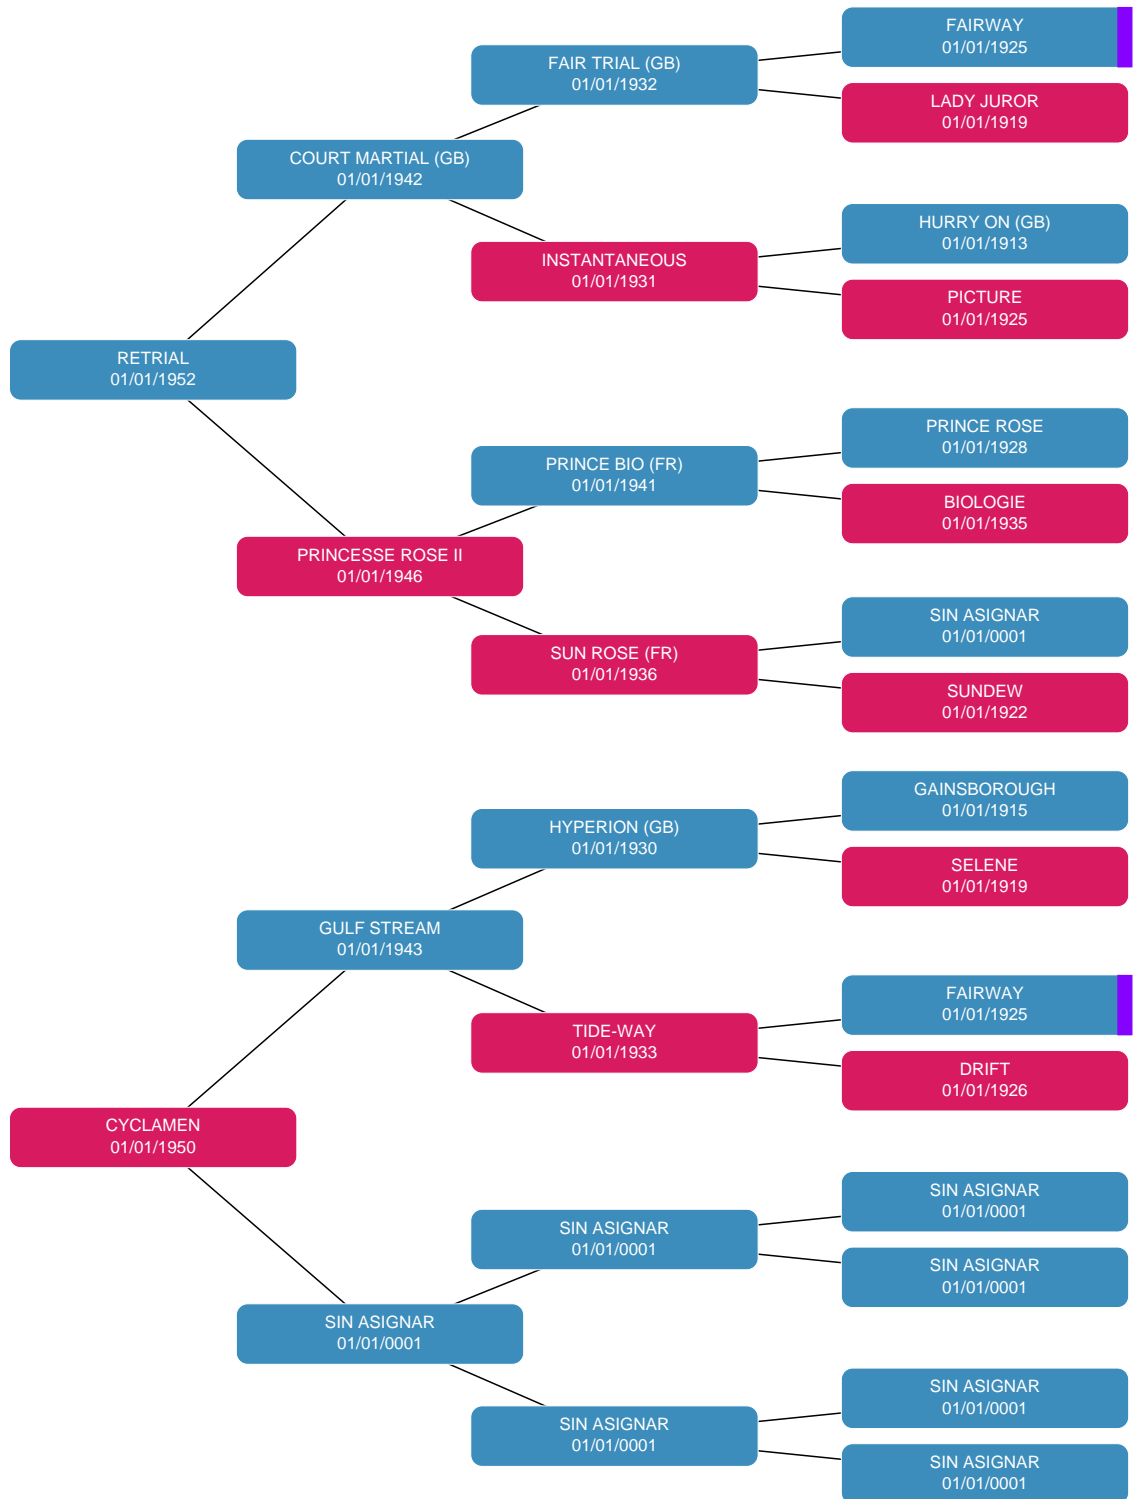 FAIRWAY
01/01/1925
FAIR TRIAL (GB)
01/01/1932
LADY JUROR
01/01/1919
COURT MARTIAL (GB)
01/01/1942
HURRY ON (GB)
01/01/1913
INSTANTANEOUS
01/01/1931
PICTURE
01/01/1925
RETRIAL
01/01/1952
PRINCE ROSE
01/01/1928
PRINCE BIO (FR)
01/01/1941
BIOLOGIE
01/01/1935
PRINCESSE ROSE II
01/01/1946
SIN ASIGNAR
01/01/0001
SUN ROSE (FR)
01/01/1936
SUNDEW
01/01/1922
GAINSBOROUGH
01/01/1915
HYPERION (GB)
01/01/1930
SELENE
01/01/1919
GULF STREAM
01/01/1943
FAIRWAY
01/01/1925
TIDE-WAY
01/01/1933
DRIFT
01/01/1926
CYCLAMEN
01/01/1950
SIN ASIGNAR
01/01/0001
SIN ASIGNAR
01/01/0001
SIN ASIGNAR
01/01/0001
SIN ASIGNAR
01/01/0001
SIN ASIGNAR
01/01/0001
SIN ASIGNAR
01/01/0001
SIN ASIGNAR
01/01/0001